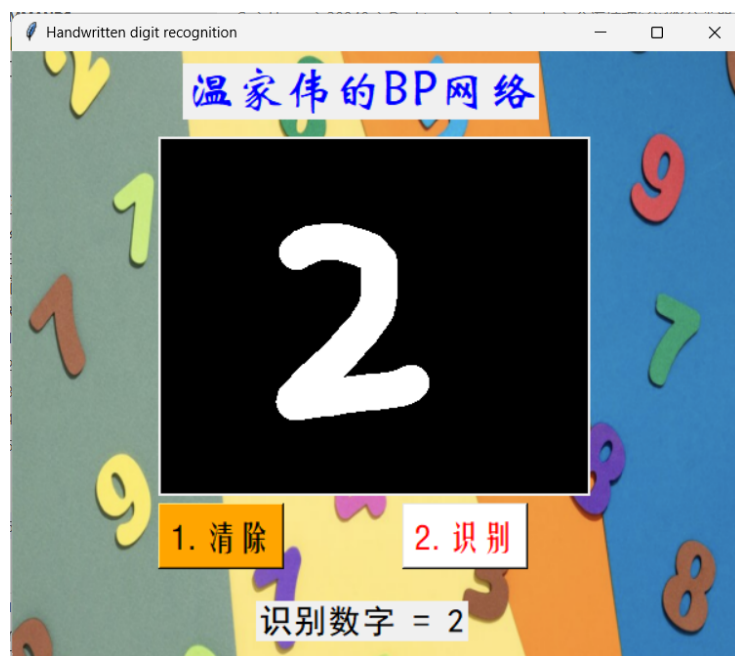 Handwritten digit recognition
温家伟的BP网络
2
1. 清除
2. 识别
识别数字 = 2